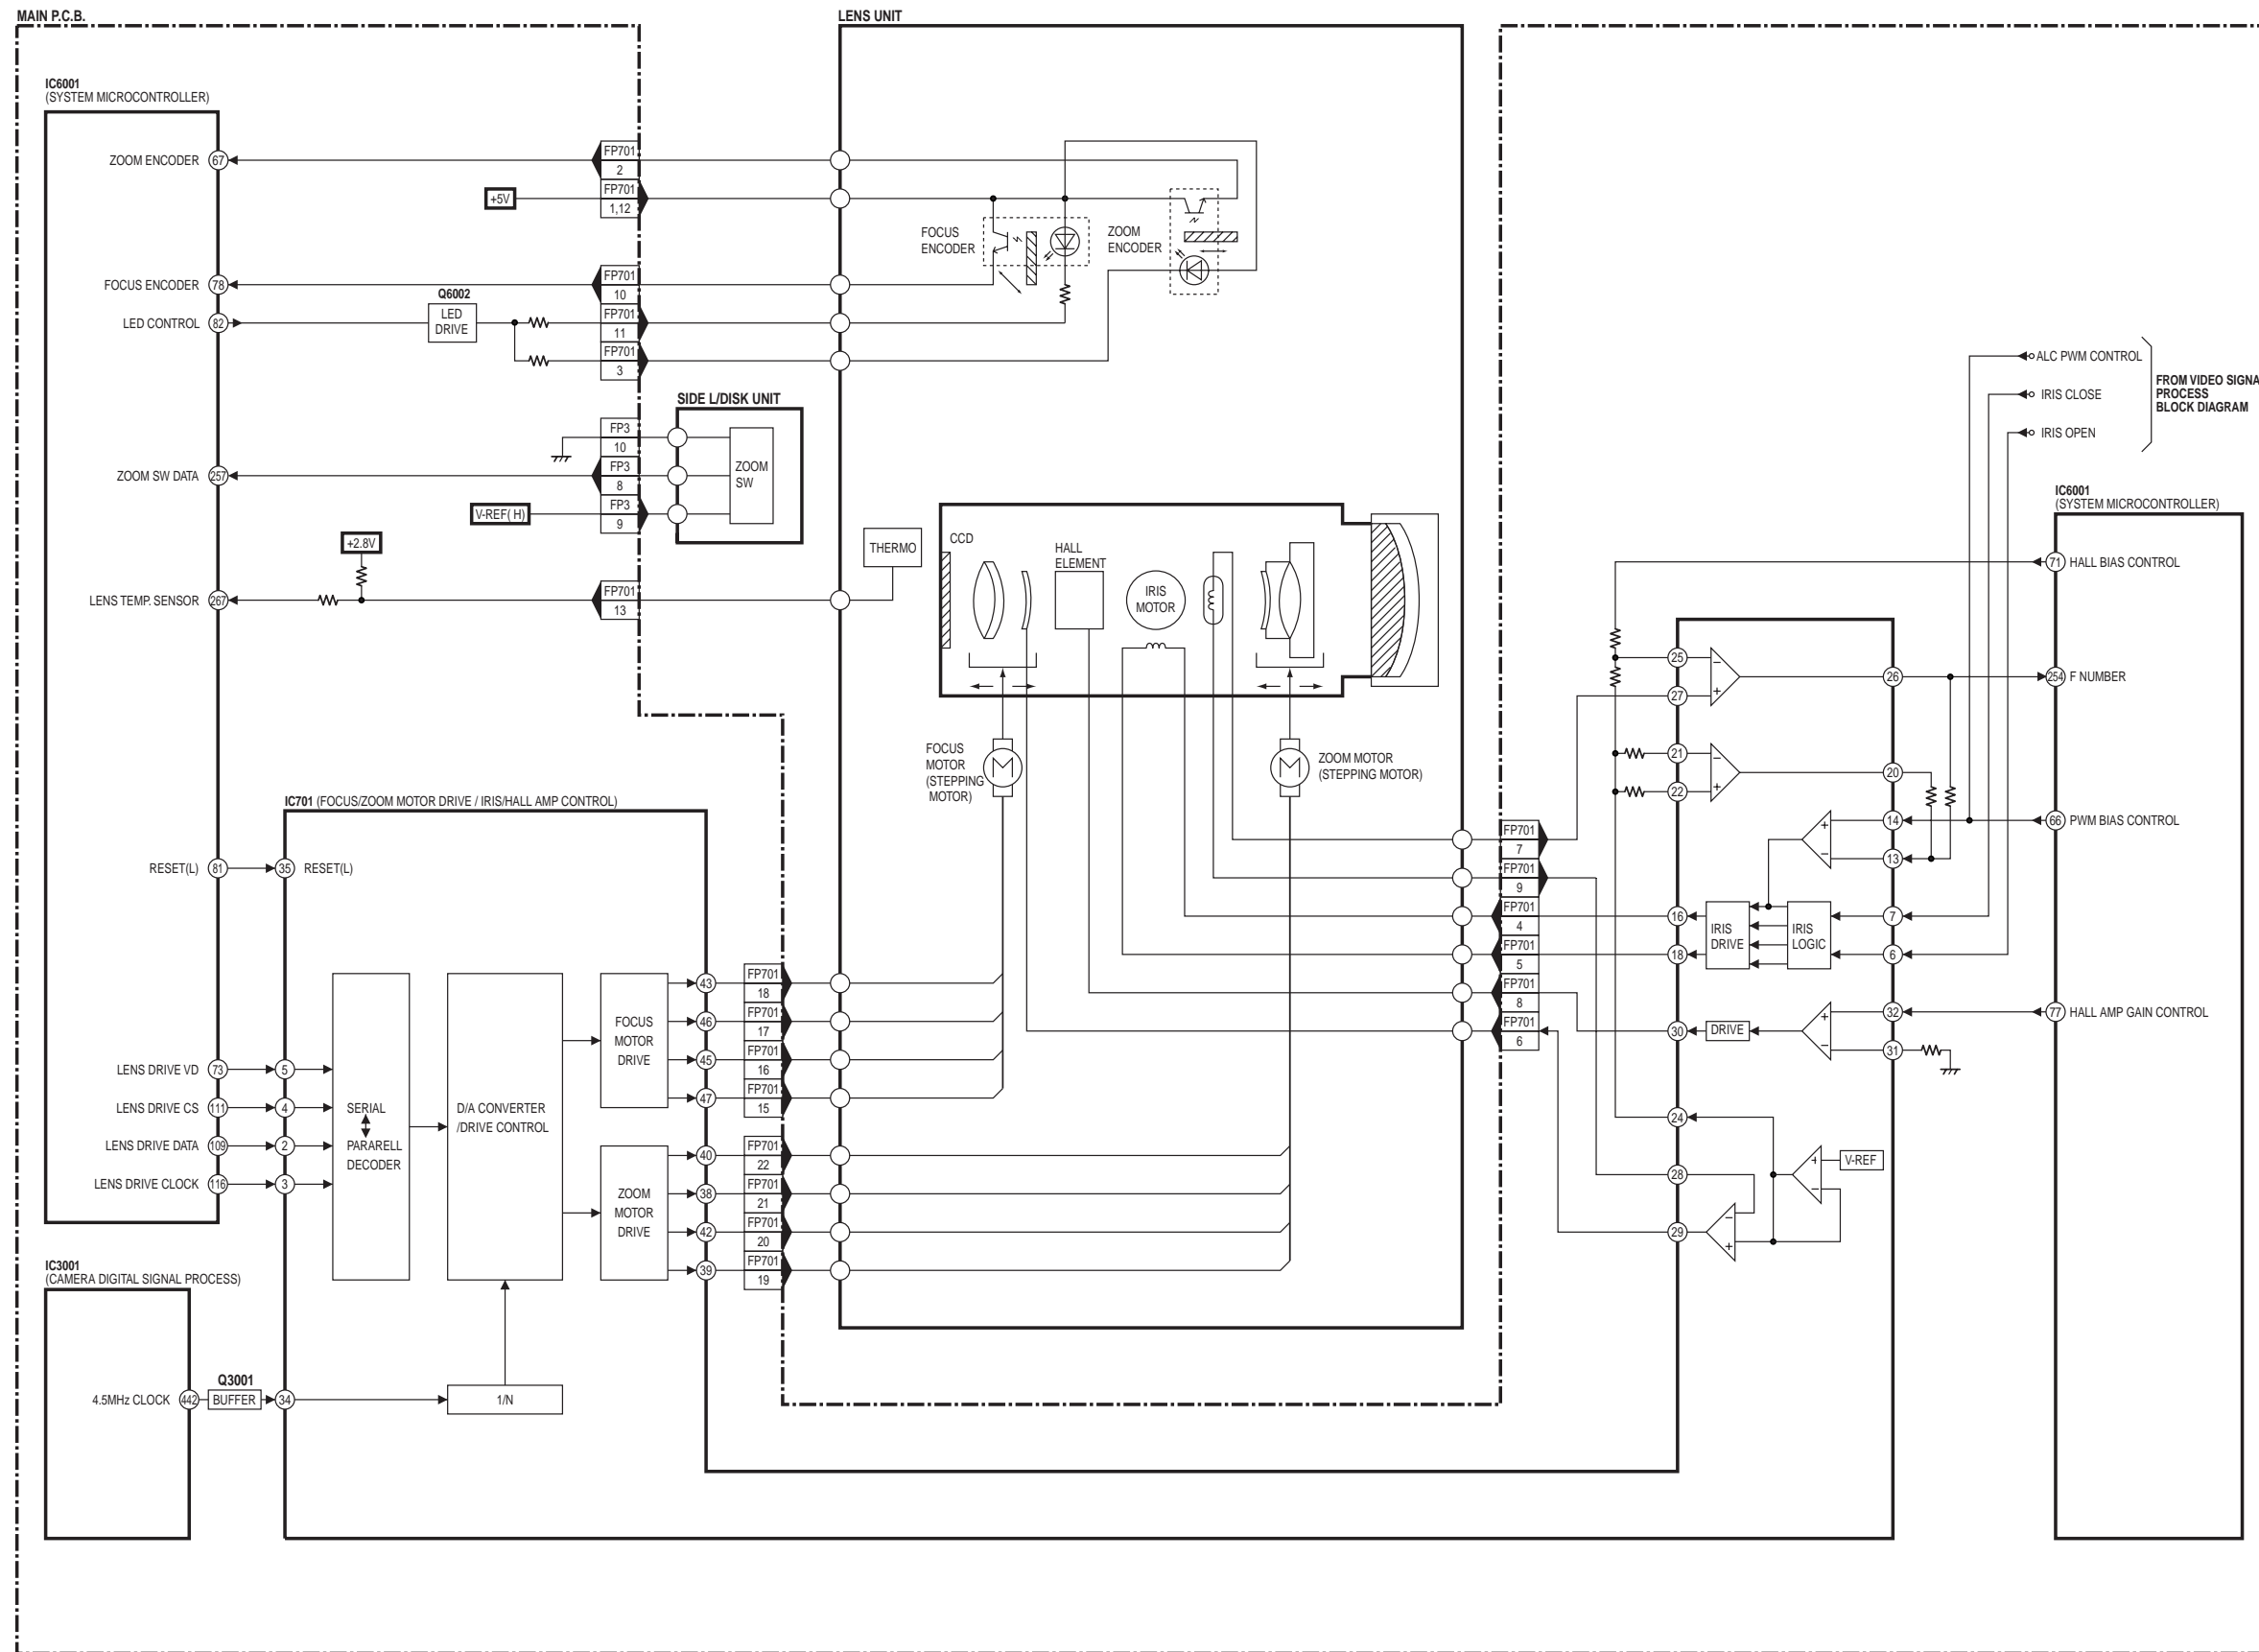 MAIN P.C.B.
LENS UNIT
IC6001
(SYSTEM MICROCONTROLLER)
ZOOM ENCODER 67
FP701
2
+5V
FP701
1,12
FOCUS
ENCODER
ZOOM
ENCODER
FOCUS ENCODER 78
FP701
10
LED CONTROL 82
Q6002
LED
DRIVE
FP701
11
FP701
3
SIDE L/DISK UNIT
FP3
10
ZOOM SW DATA 257
FP3
8
V-REF( H)
FP3
9
ZOOM
SW
+2.8V
LENS TEMP. SENSOR 267
FP701
13
THERMO
CCD
HALL
ELEMENT
IRIS
MOTOR
FOCUS
MOTOR
(STEPPING
MOTOR)
M
M
ZOOM MOTOR
(STEPPING MOTOR)
IC701 (FOCUS/ZOOM MOTOR DRIVE / IRIS/HALL AMP CONTROL)
RESET(L) 81
35 RESET(L)
LENS DRIVE VD 73
5
LENS DRIVE CS 111
4
LENS DRIVE DATA 109
2
LENS DRIVE CLOCK 116
3
SERIAL
PARARELL
DECODER
D/A CONVERTER
/DRIVE CONTROL
FOCUS
MOTOR
DRIVE
43
46
45
47
FP701
18
FP701
17
FP701
16
FP701
15
ZOOM
MOTOR
DRIVE
40
38
42
39
FP701
22
FP701
21
FP701
20
FP701
19
IC3001
(CAMERA DIGITAL SIGNAL PROCESS)
4.5MHz CLOCK 442
Q3001
BUFFER
34
1/N
FP701
7
FP701
9
FP701
4
FP701
5
FP701
8
FP701
6
ALC PWM CONTROL
IRIS CLOSE
IRIS OPEN
FROM VIDEO SIGNA
PROCESS
BLOCK DIAGRAM
IC6001
(SYSTEM MICROCONTROLLER)
71 HALL BIAS CONTROL
254 F NUMBER
66 PWM BIAS CONTROL
77 HALL AMP GAIN CONTROL
25
27
26
21
22
20
14
13
16
18
IRIS
DRIVE
IRIS
LOGIC
7
6
30
DRIVE
32
31
24
28
29
V-REF